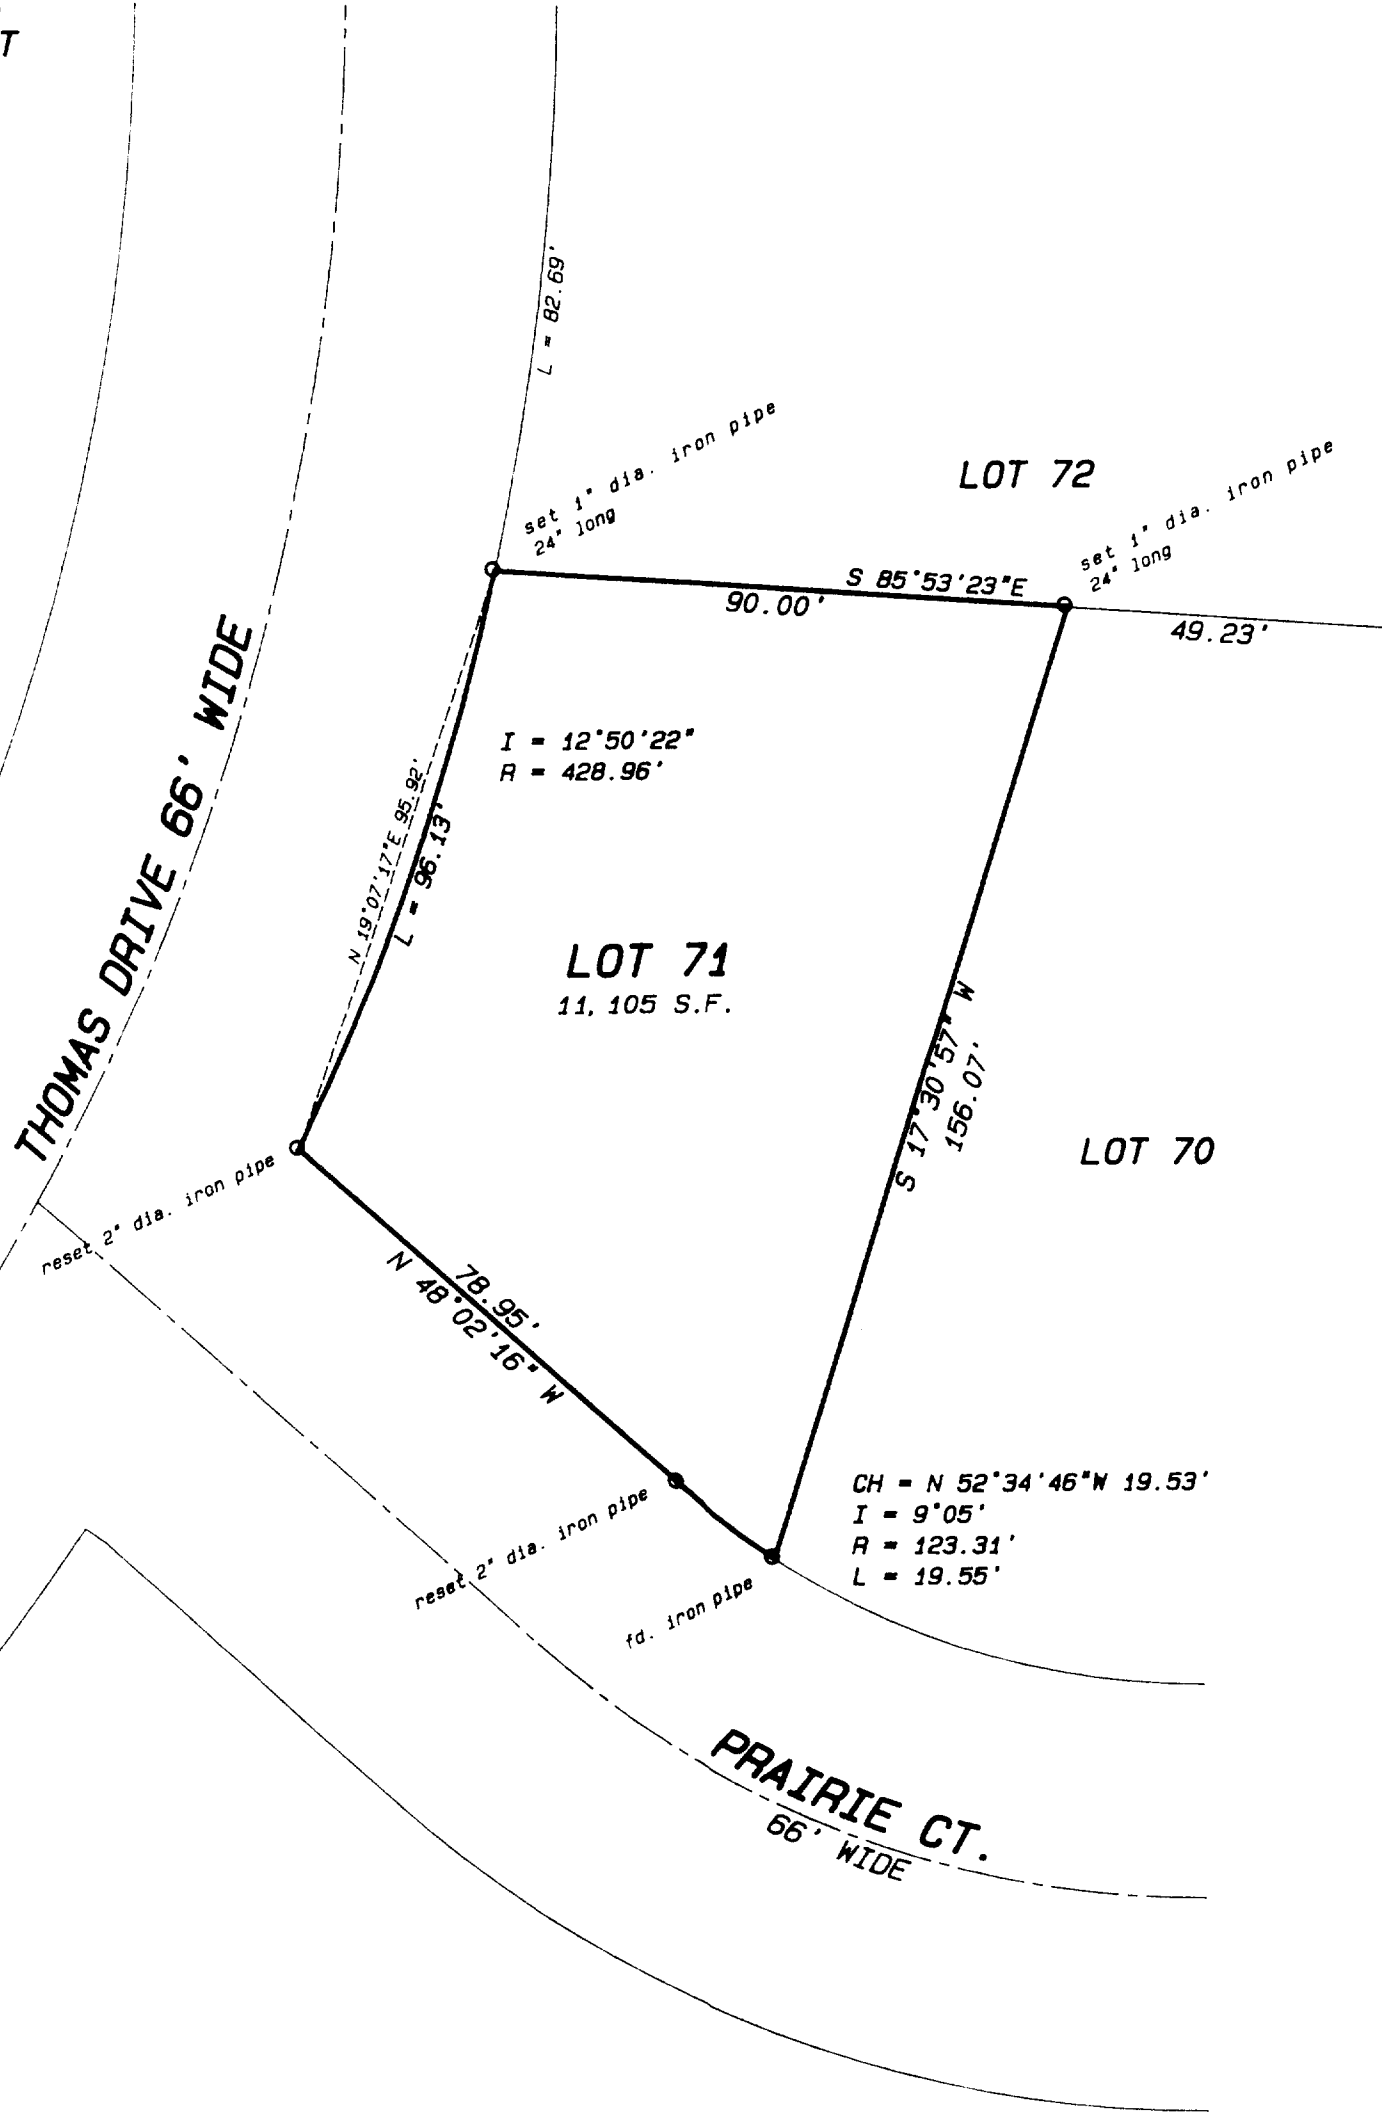 T
L = 82.69'
set 1" dia. iron pipe
24" long
LOT 72
set 1" dia. iron pipe
24" long
S 85°53'23"E
90.00'
49.23'
THOMAS DRIVE 66' WIDE
I = 12°50'22"
R = 428.96'
N 19°07'17"E 95.92'
L = 96.13'
LOT 71
11,105 S.F.
S 17°30'57" W
156.07'
LOT 70
reset 2" dia. iron pipe
78.95'
N 48°02'16" W
reset 2" dia. iron pipe
CH = N 52°34'46"W 19.53'
I = 9°05'
R = 123.31'
L = 19.55'
fd. iron pipe
PRAIRIE CT.
66' WIDE